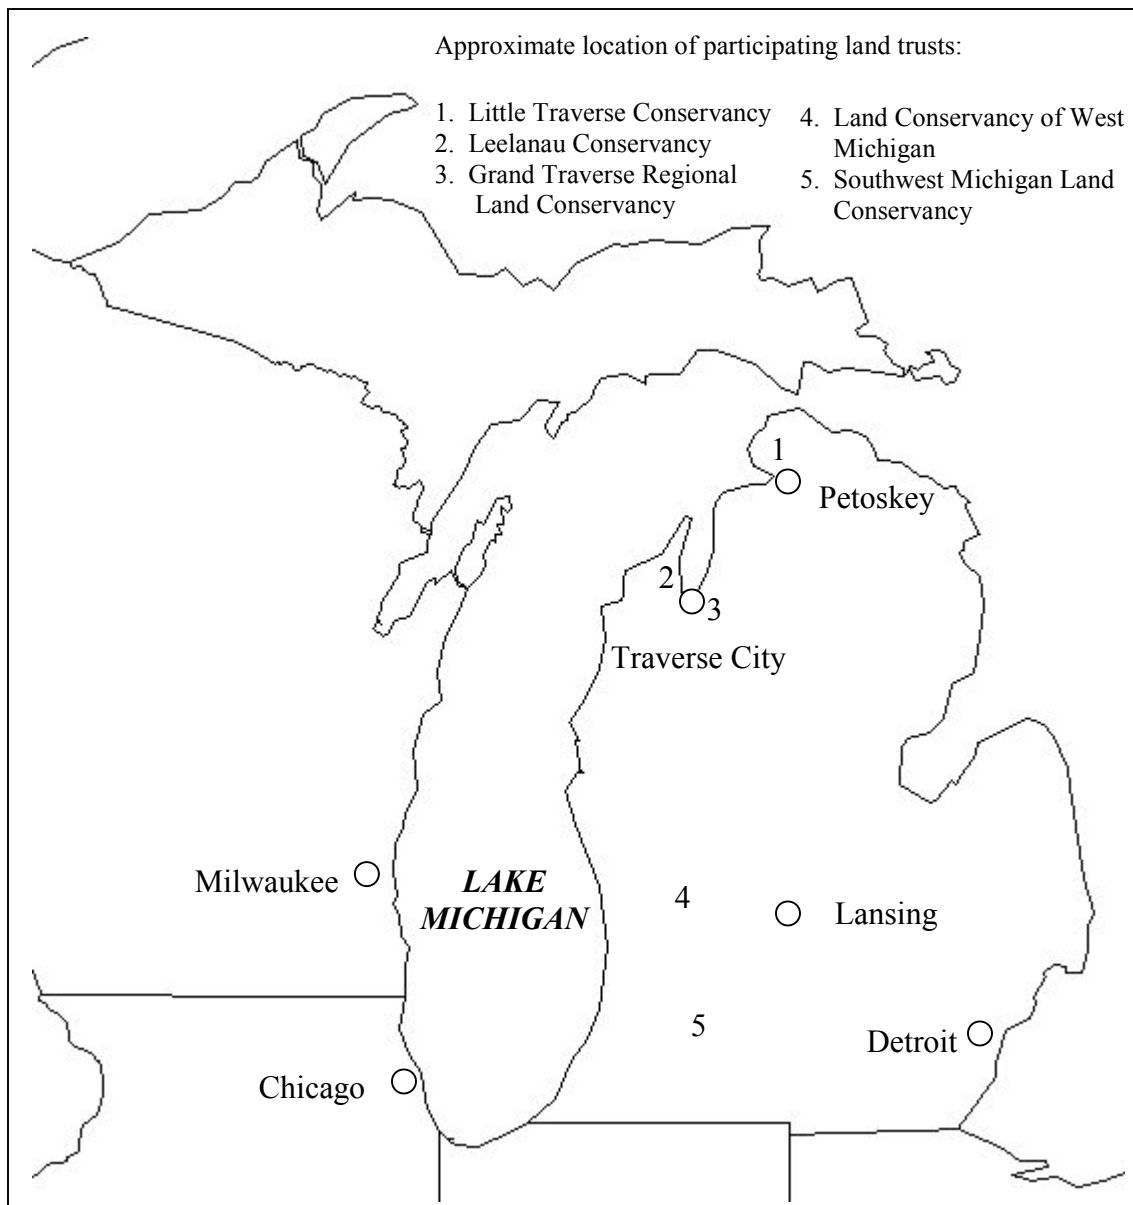 Approximate location of participating land trusts:
1. Little Traverse Conservancy
2. Leelanau Conservancy
3. Grand Traverse Regional
Land Conservancy
4. Land Conservancy of West
Michigan
5. Southwest Michigan Land
Conservancy
1
Petoskey
2
3
Traverse City
Milwaukee
LAKE
MICHIGAN
4
Lansing
5
Detroit
Chicago